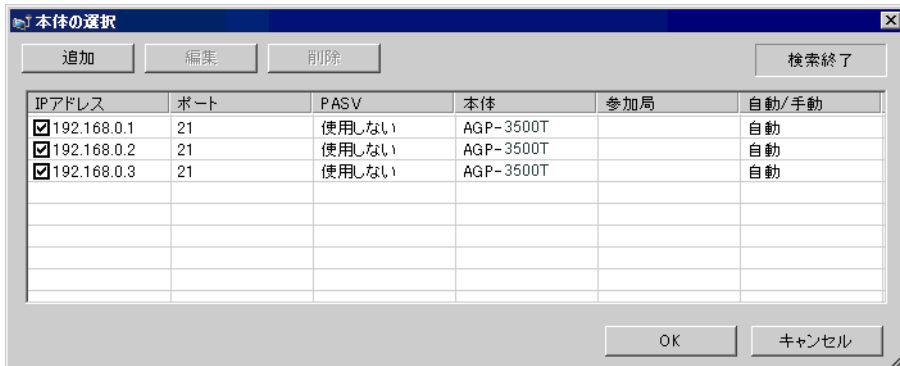 本体の選択
追加 編集 削除 検索終了
IPアドレス ポート PASV 本体 参加局 自動/手動
192.168.0.1 21 使用しない AGP-3500T 自動
192.168.0.2 21 使用しない AGP-3500T 自動
192.168.0.3 21 使用しない AGP-3500T 自動
OK キャンセル